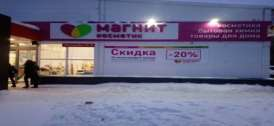 магнит
косметик
косметика
бытовая химия
товары для дома
Скидка
-20%